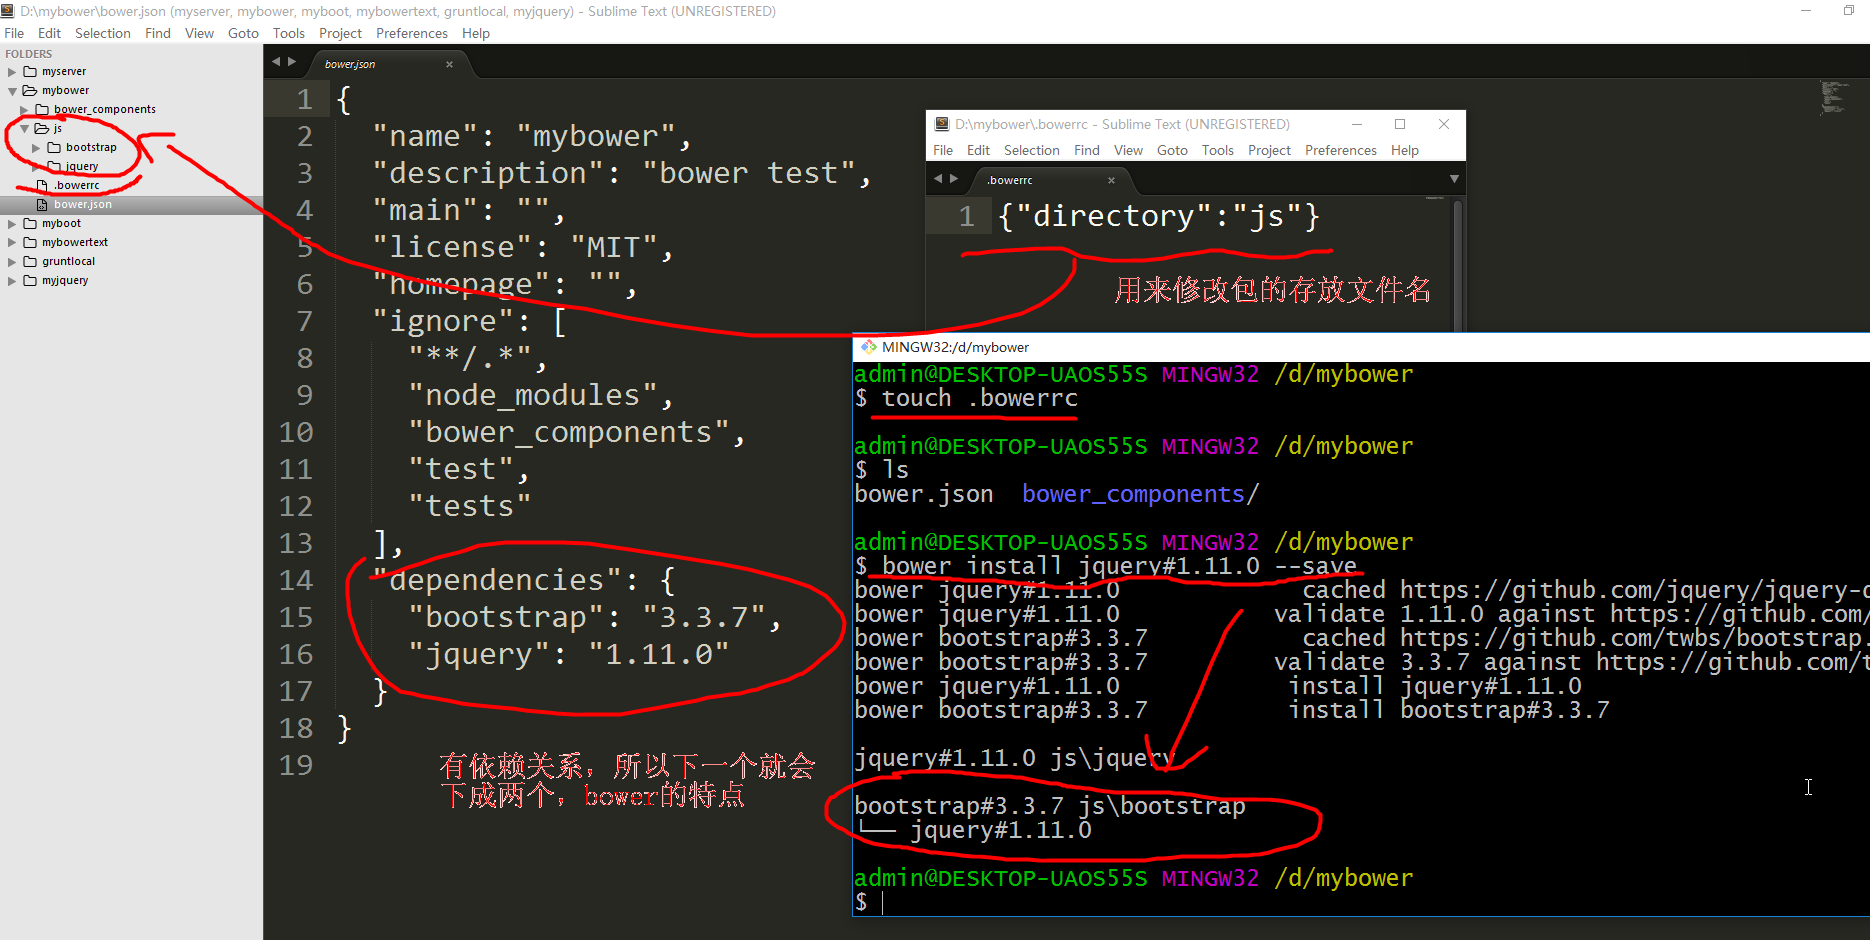 D:\mybower\bower.json (myserver, mybower, myboot, mybowertext, gruntlocal, myjquery) - Sublime Text (UNREGISTERED)
File Edit Selection Find View Goto Tools Project Preferences Help
FOLDERS
myserver
mybower
bower_components
js
bootstrap
jquery
.bowerrc
bower.json
myboot
mybowertext
gruntlocal
myjquery
bower.json ×
1 {
2 "name": "mybower",
3 "description": "bower test",
4 "main": "",
5 "license": "MIT",
6 "homepage": "",
7 "ignore": [
8 "**/.*",
9 "node_modules",
10 "bower_components",
11 "test",
12 "tests"
13 ],
14 "dependencies": {
15 "bootstrap": "3.3.7",
16 "jquery": "1.11.0"
17 }
18 }
19
有依赖关系，所以下一个就会
下成两个，bower的特点
D:\mybower\.bowerrc - Sublime Text (UNREGISTERED)
File Edit Selection Find View Goto Tools Project Preferences Help
.bowerrc ×
1 {"directory":"js"}
用来修改包的存放文件名
MINGW32:/d/mybower
admin@DESKTOP-UAOS55S MINGW32 /d/mybower
$ touch .bowerrc
admin@DESKTOP-UAOS55S MINGW32 /d/mybower
$ ls
bower.json bower_components/
admin@DESKTOP-UAOS55S MINGW32 /d/mybower
$ bower install jquery#1.11.0 --save
bower jquery#1.11.0 cached https://github.com/jquery/jquery-d
bower jquery#1.11.0 validate 1.11.0 against https://github.com/
bower bootstrap#3.3.7 cached https://github.com/twbs/bootstrap.
bower bootstrap#3.3.7 validate 3.3.7 against https://github.com/t
bower jquery#1.11.0 install jquery#1.11.0
bower bootstrap#3.3.7 install bootstrap#3.3.7
jquery#1.11.0 js\jquery
bootstrap#3.3.7 js\bootstrap
└── jquery#1.11.0
admin@DESKTOP-UAOS55S MINGW32 /d/mybower
$